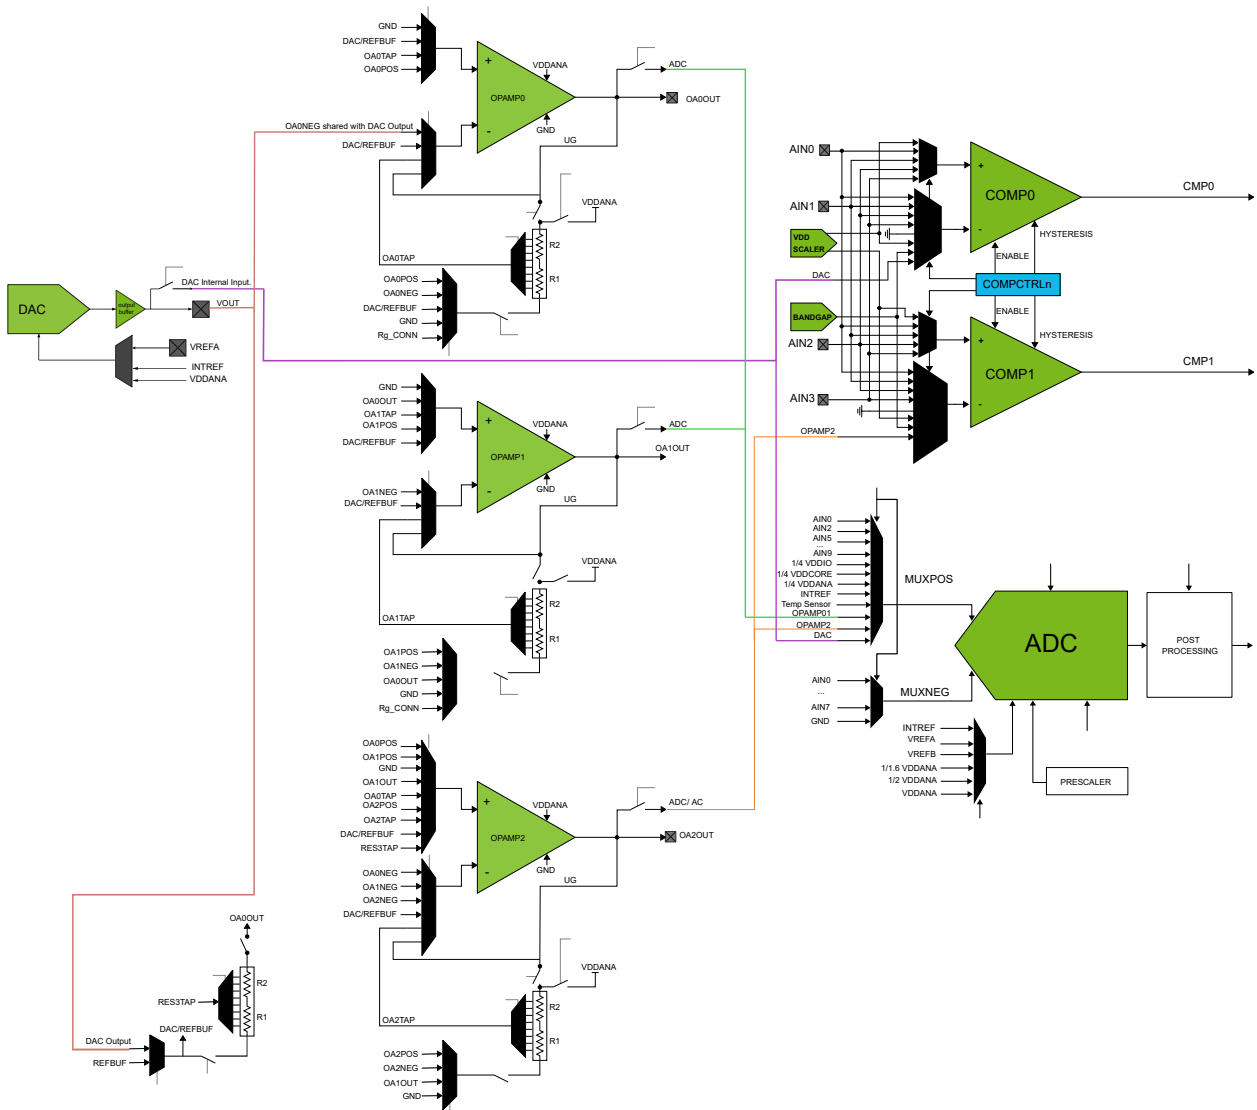 GND
DAC/REFBUF
OA0TAP
OA0POS
+
-
OPAMP0
VDDANA
GND
UG
ADC
OA0OUT
OA0NEG shared with DAC Output
DAC/REFBUF
VDDANA
R2
R1
OA0TAP
OA0POS
OA0NEG
DAC/REFBUF
GND
Rg_CONN
DAC
output
buffer
DAC Internal Input.
VOUT
VREFA
INTREF
VDDANA
GND
OA0OUT
OA1TAP
OA1POS
DAC/REFBUF
+
-
OPAMP1
VDDANA
GND
UG
ADC
OA1OUT
OA1NEG
DAC/REFBUF
VDDANA
R2
R1
OA1TAP
OA1POS
OA1NEG
OA0OUT
GND
Rg_CONN
OA0POS
OA1POS
GND
OA1OUT
OA0TAP
OA2POS
OA2TAP
DAC/REFBUF
RES3TAP
+
-
OPAMP2
VDDANA
GND
UG
ADC/ AC
OA2OUT
OA0NEG
OA1NEG
OA2NEG
DAC/REFBUF
VDDANA
R2
R1
OA2TAP
OA2POS
OA2NEG
OA1OUT
GND
OA0OUT
R2
R1
RES3TAP
DAC/REFBUF
DAC Output
REFBUF
AIN0
AIN1
VDD
SCALER
DAC
BANDGAP
AIN2
AIN3
OPAMP2
+
-
COMP0
CMP0
HYSTERESIS
ENABLE
COMPCTRLn
ENABLE
HYSTERESIS
+
-
COMP1
CMP1
AIN0
AIN2
AIN5
...
AIN9
1/4 VDDIO
1/4 VDDCORE
1/4 VDDANA
INTREF
Temp Sensor
OPAMP01
OPAMP2
DAC
MUXPOS
AIN0
...
AIN7
GND
MUXNEG
ADC
POST
PROCESSING
INTREF
VREFA
VREFB
1/1.6 VDDANA
1/2 VDDANA
VDDANA
PRESCALER